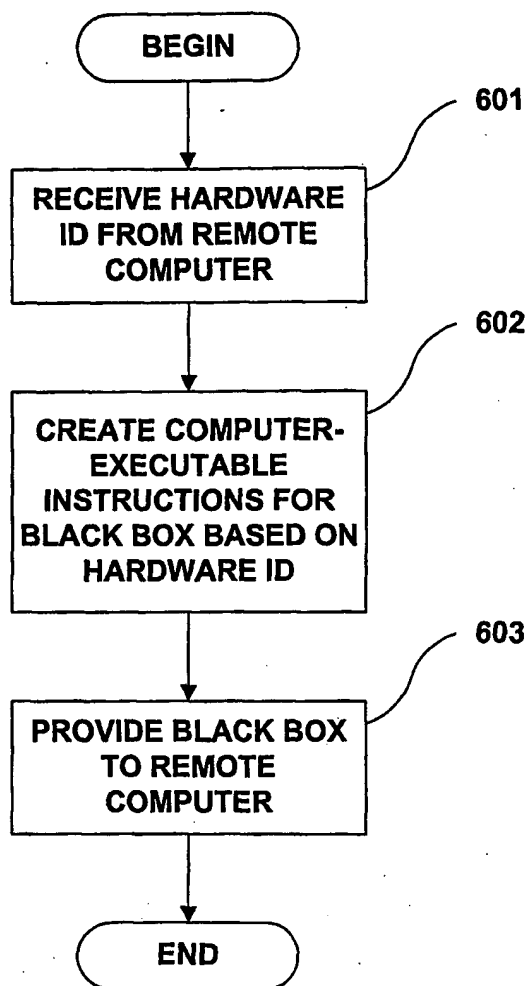 BEGIN
601
RECEIVE HARDWARE
ID FROM REMOTE
COMPUTER
602
CREATE COMPUTER-
EXECUTABLE
INSTRUCTIONS FOR
BLACK BOX BASED ON
HARDWARE ID
603
PROVIDE BLACK BOX
TO REMOTE
COMPUTER
END